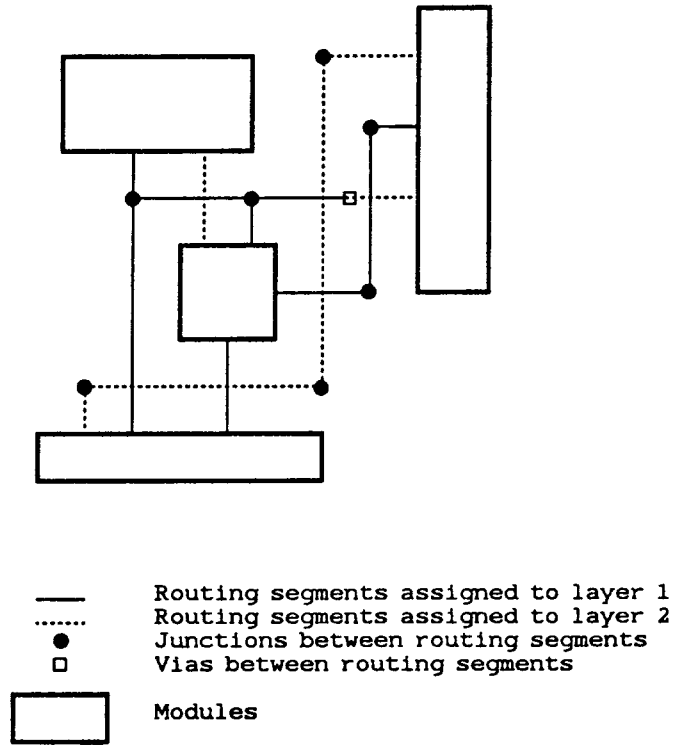 Routing segments assigned to layer 1
Routing segments assigned to layer 2
Junctions between routing segments
Vias between routing segments
Modules